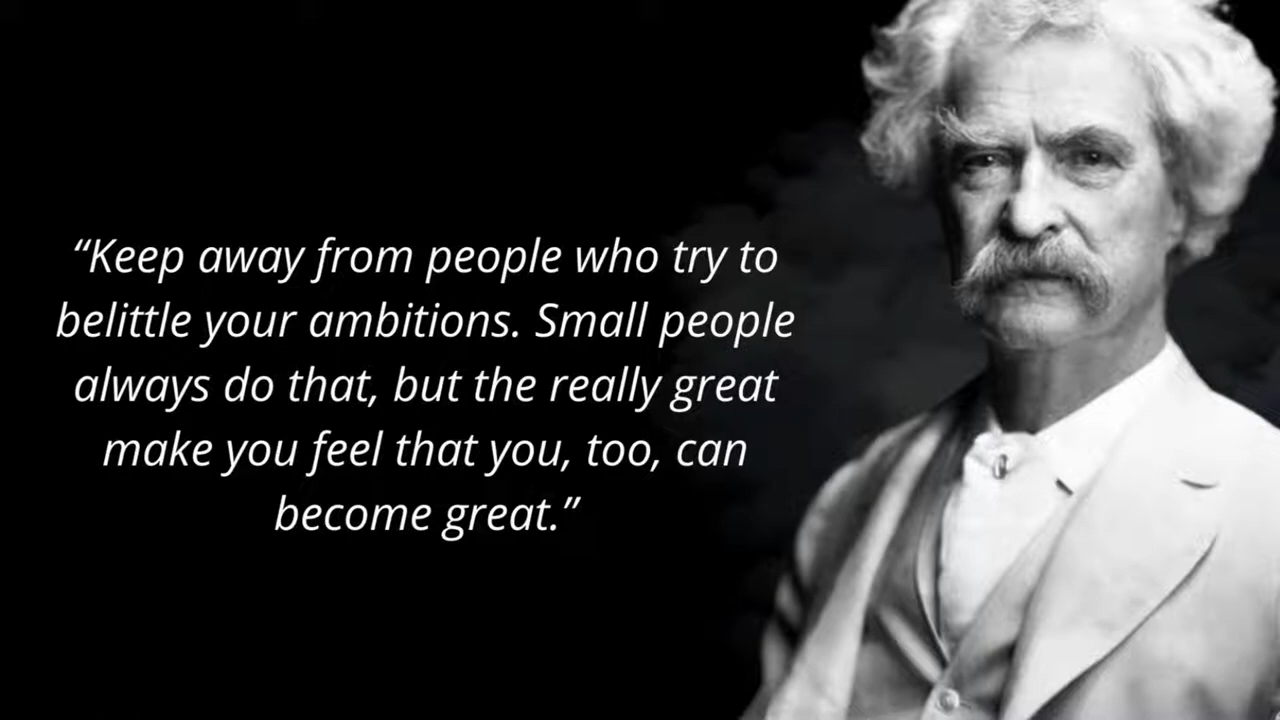 “Keep away from people who try to
belittle your ambitions. Small people
always do that, but the really great
make you feel that you, too, can
become great.”